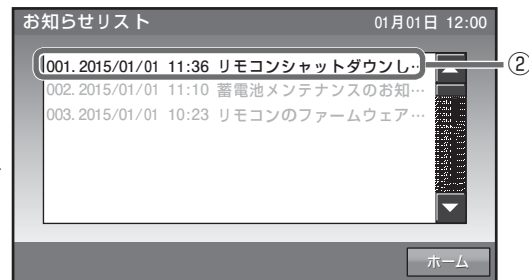 お知らせリスト 01月01日 12:00
001. 2015/01/01 11:36 リモコンシャットダウンし…
②
002. 2015/01/01 11:10 蓄電池メンテナンスのお知…
003. 2015/01/01 10:23 リモコンのファームウェア…
ホーム